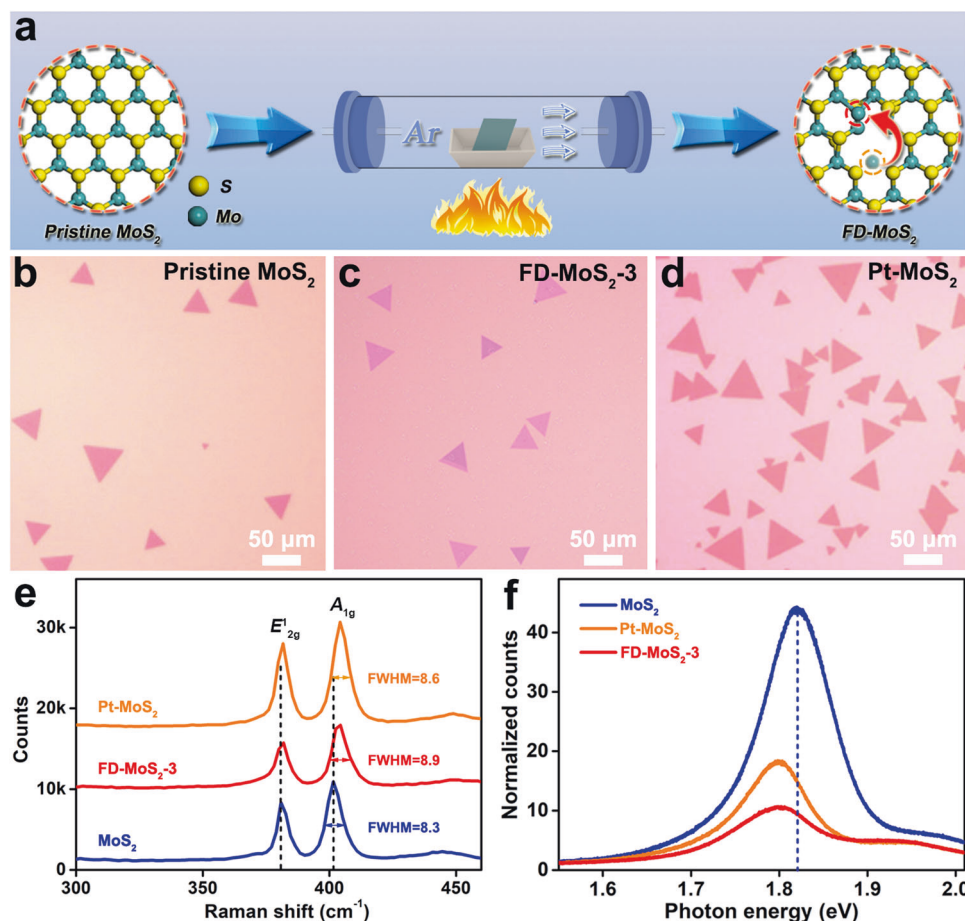 a
Ar
S
Mo
Pristine MoS₂
FD-MoS₂
b
Pristine MoS₂
50 μm
c
FD-MoS₂-3
50 μm
d
Pt-MoS₂
50 μm
e
E¹₂g
A₁g
30k
20k
10k
0
Counts
FWHM=8.6
Pt-MoS₂
FWHM=8.9
FD-MoS₂-3
FWHM=8.3
MoS₂
300
350
400
450
Raman shift (cm⁻¹)
f
MoS₂
Pt-MoS₂
FD-MoS₂-3
40
30
20
10
0
Normalized counts
1.6
1.7
1.8
1.9
2.0
Photon energy (eV)